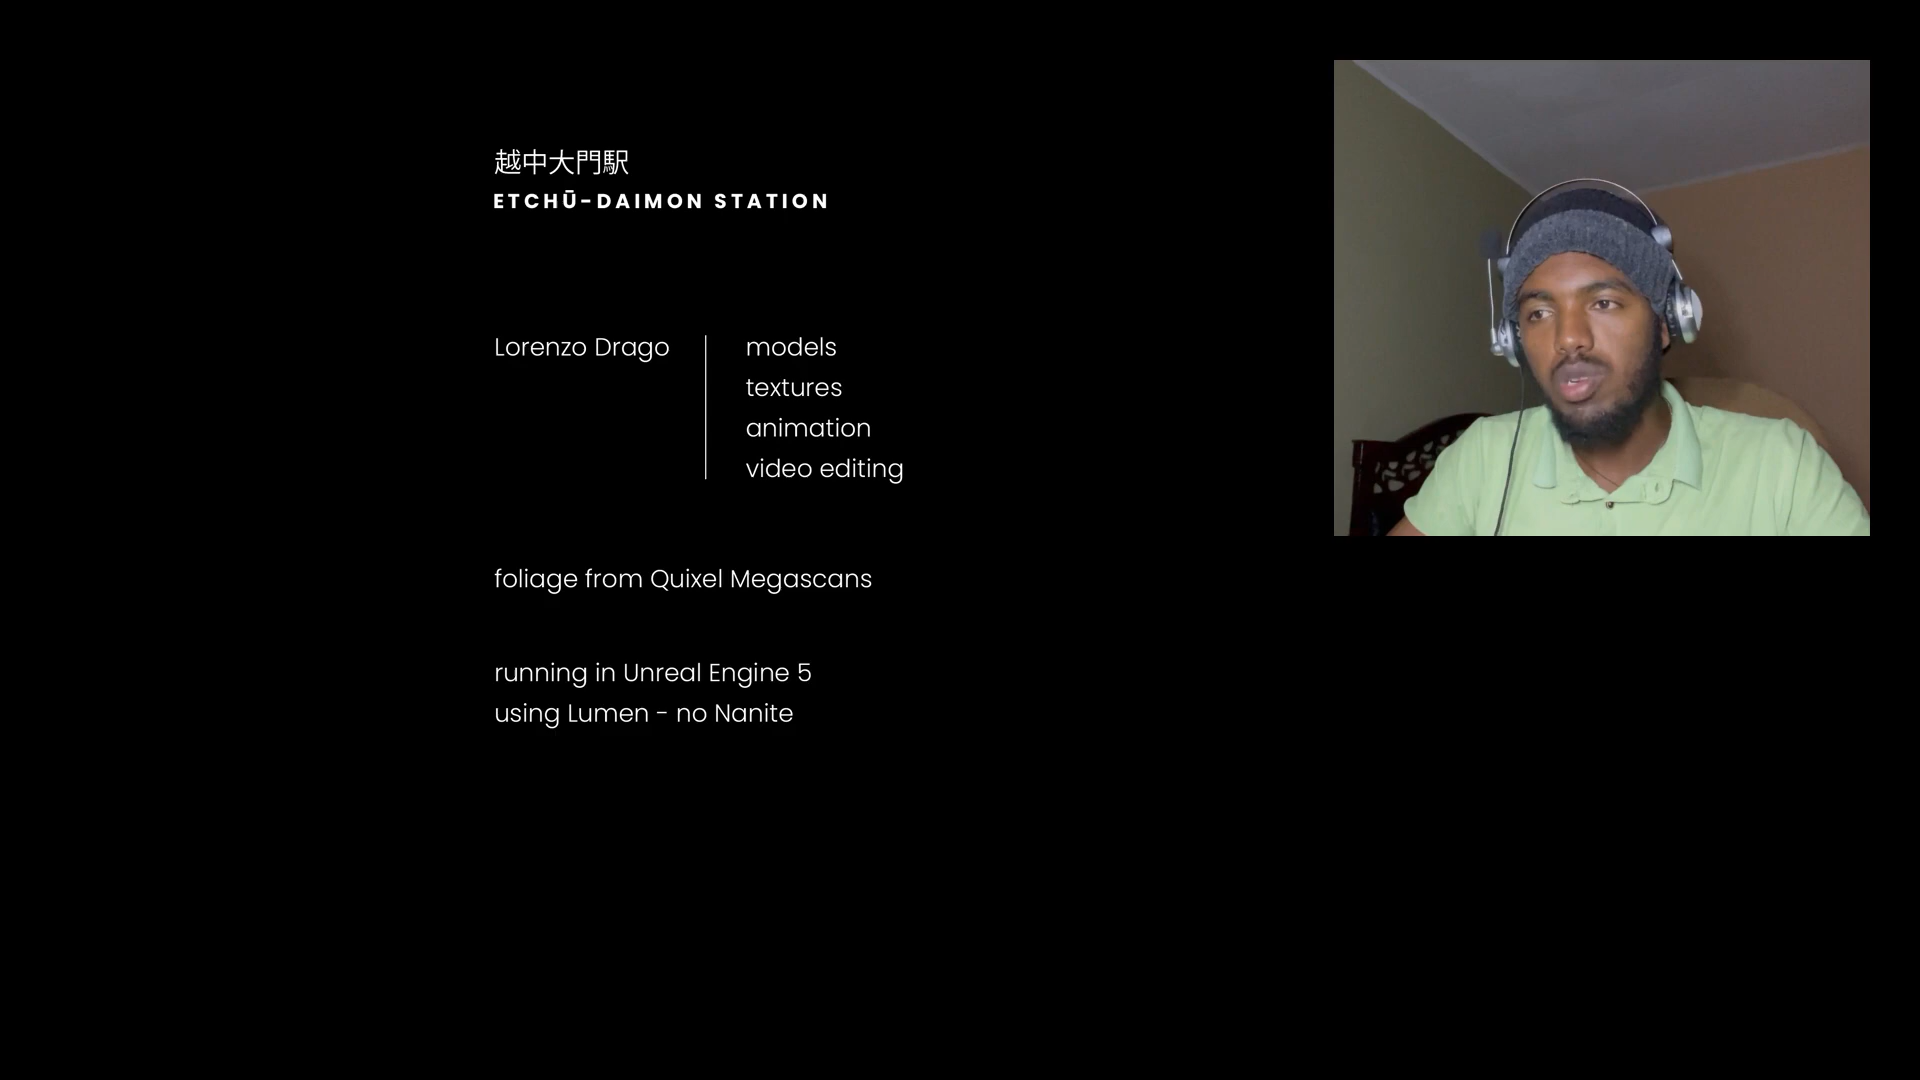 越中大門駅
ETCHŪ-DAIMON STATION
Lorenzo Drago
models
textures
animation
video editing
foliage from Quixel Megascans
running in Unreal Engine 5
using Lumen - no Nanite